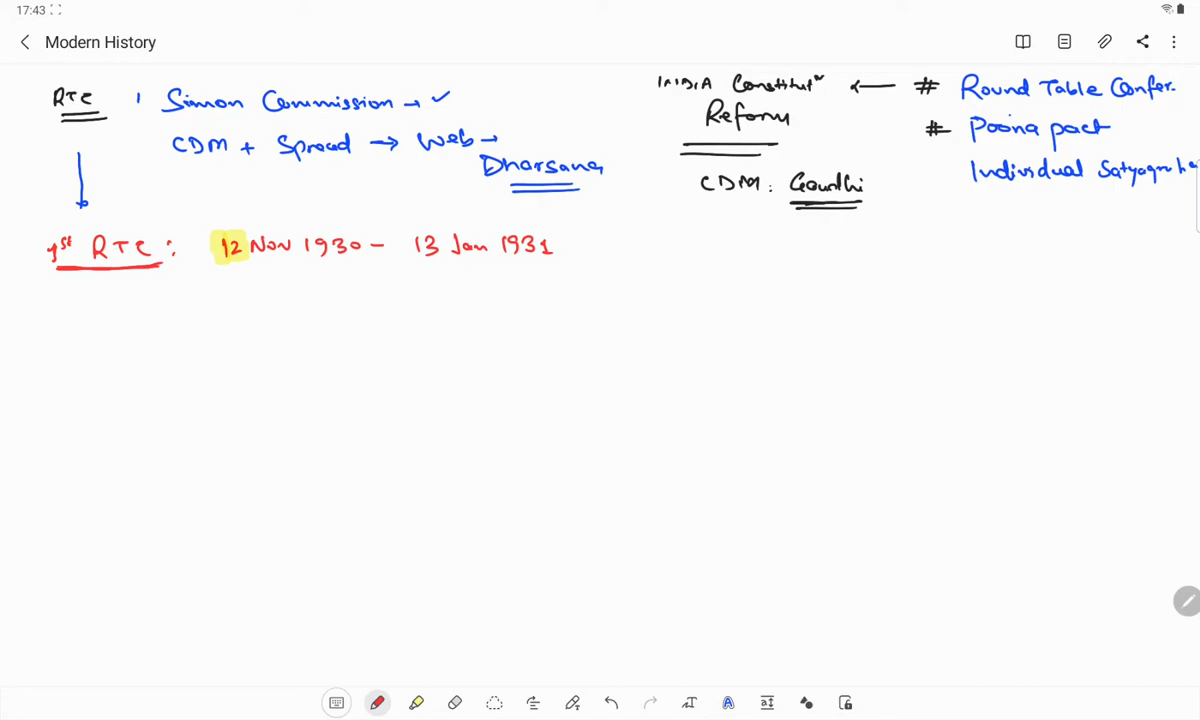 17:43
Modern History
RTC : Simon Commission → ✓
CDM + Spread → Web →
Dharsana
INDIA Constitutn ← # Round Table Confer.
Reform
# Poona pact
Individual Satyagraha
CDM : Gandhi
1st RTC : 12 Nov 1930 - 13 Jan 1931